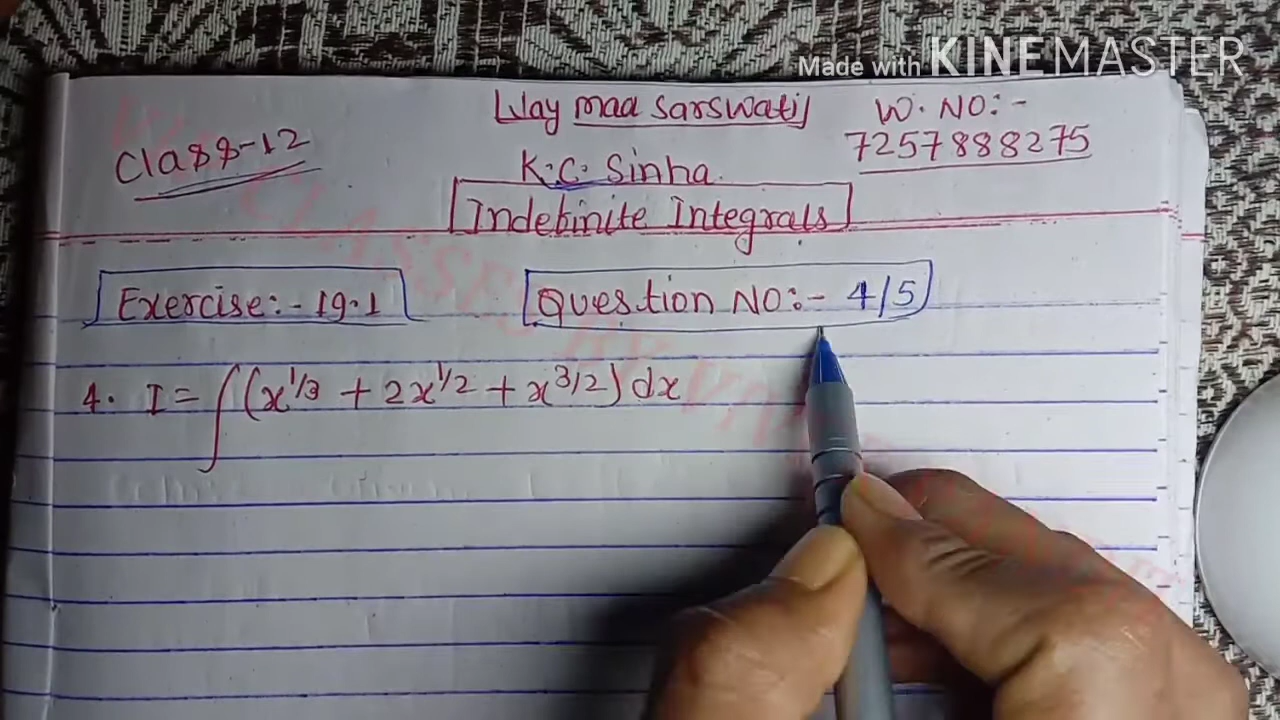 Made with KINEMASTER
Jay maa Sarswati
W. NO:-
7257888275
Class-12
K.C. Sinha
Indefinite Integrals
Exercise:- 19.1
Question NO:- 4/5
4. I = ∫(x^1/3 + 2x^1/2 + x^3/2) dx